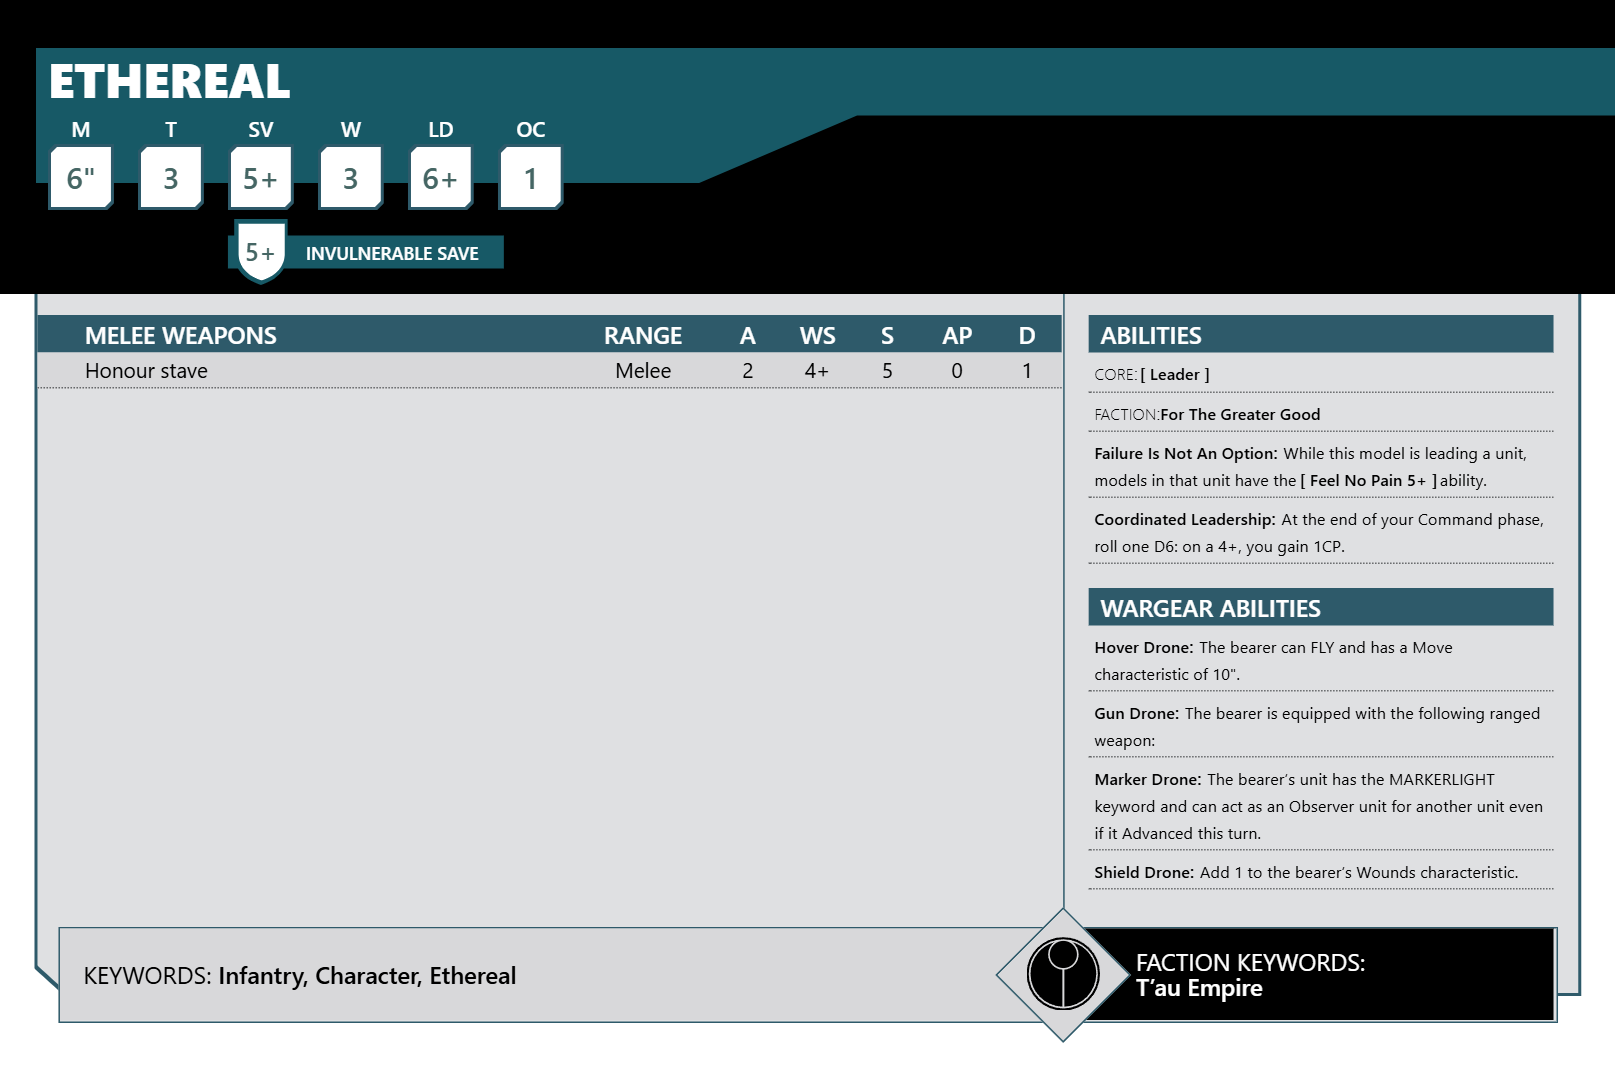 ETHEREAL
M T SV W LD OC
6" 3 5+ 3 6+ 1
5+ INVULNERABLE SAVE
MELEE WEAPONS RANGE A WS S AP D
Honour stave Melee 2 4+ 5 0 1
ABILITIES
CORE: [ Leader ]
FACTION:For The Greater Good
Failure Is Not An Option: While this model is leading a unit,
models in that unit have the [ Feel No Pain 5+ ] ability.
Coordinated Leadership: At the end of your Command phase,
roll one D6: on a 4+, you gain 1CP.
WARGEAR ABILITIES
Hover Drone: The bearer can FLY and has a Move
characteristic of 10".
Gun Drone: The bearer is equipped with the following ranged
weapon:
Marker Drone: The bearer’s unit has the MARKERLIGHT
keyword and can act as an Observer unit for another unit even
if it Advanced this turn.
Shield Drone: Add 1 to the bearer’s Wounds characteristic.
KEYWORDS: Infantry, Character, Ethereal
FACTION KEYWORDS:
T’au Empire